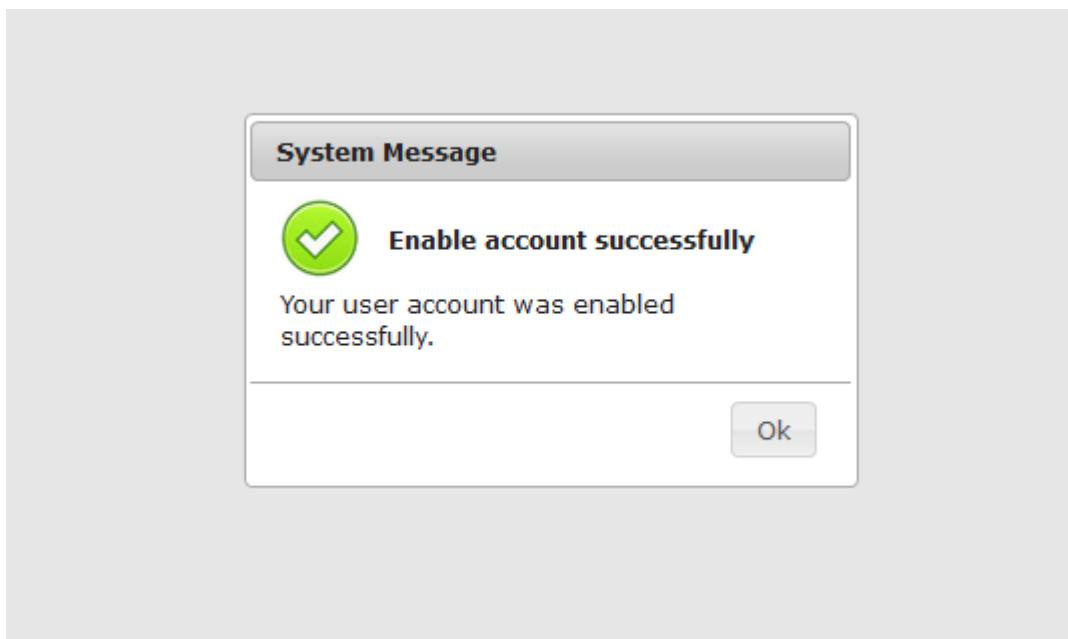 System Message
Enable account successfully
Your user account was enabled
successfully.
Ok